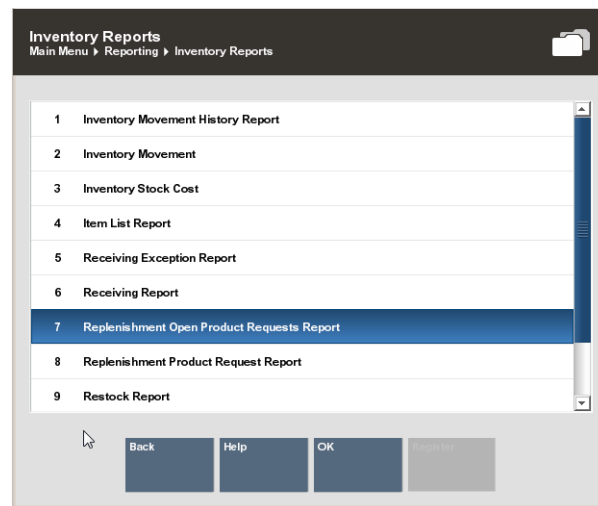 Inventory Reports
Main Menu ▸ Reporting ▸ Inventory Reports
1 Inventory Movement History Report
2 Inventory Movement
3 Inventory Stock Cost
4 Item List Report
5 Receiving Exception Report
6 Receiving Report
7 Replenishment Open Product Requests Report
8 Replenishment Product Request Report
9 Restock Report
Back Help OK Register